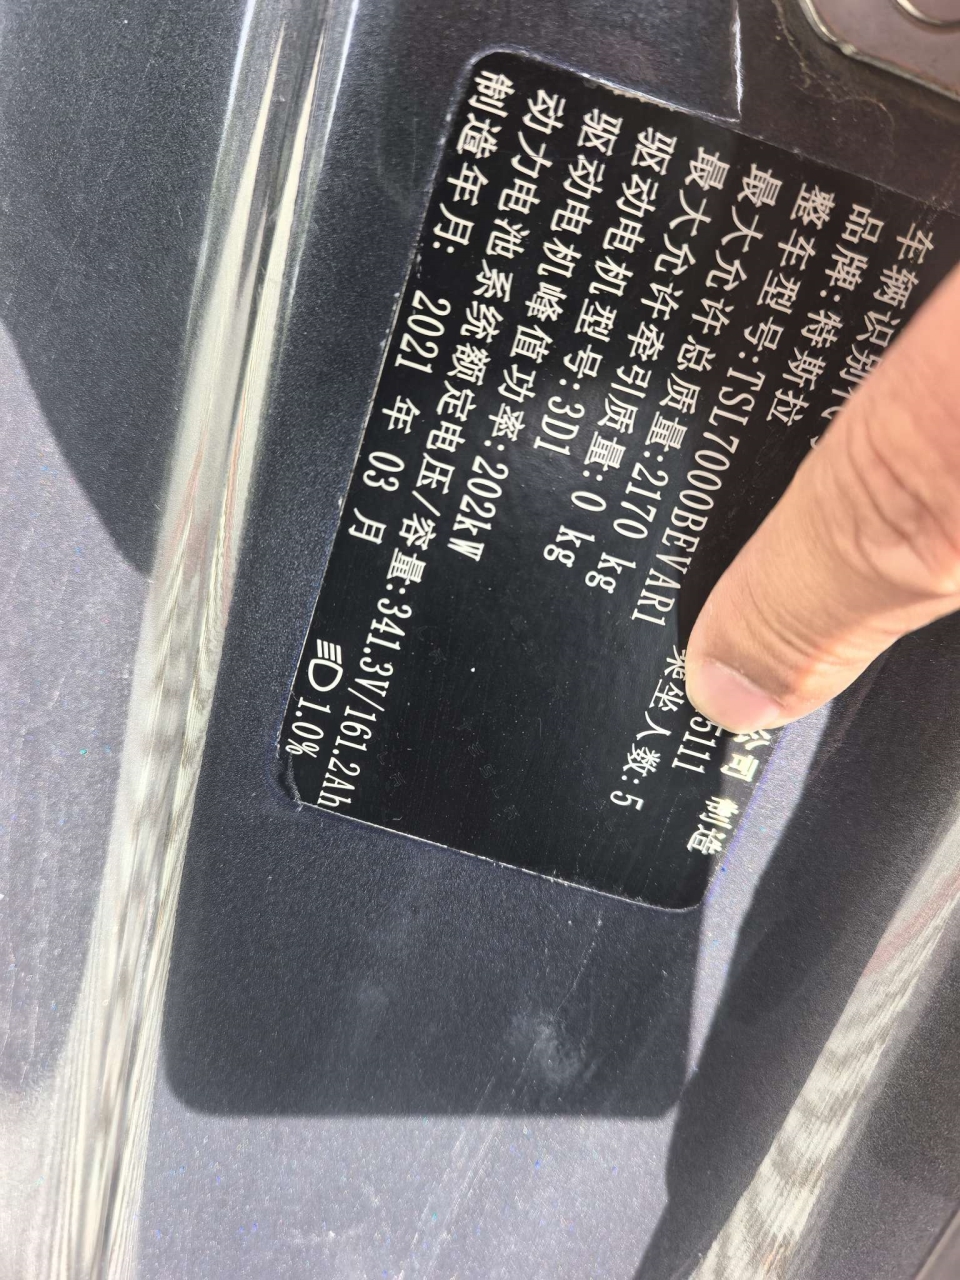 公司 制造
车辆识别代 5111
品牌:特斯拉
整车型号:TSL7000BEVAR1 乘坐人数:5
最大允许总质量:2170 kg
最大允许牵引质量:0 kg
驱动电机型号:3D1
驱动电机峰值功率:202kW
动力电池系统额定电压/容量:341.3V/161.2Ah
制造年月: 2021 年 03 月 1.0%